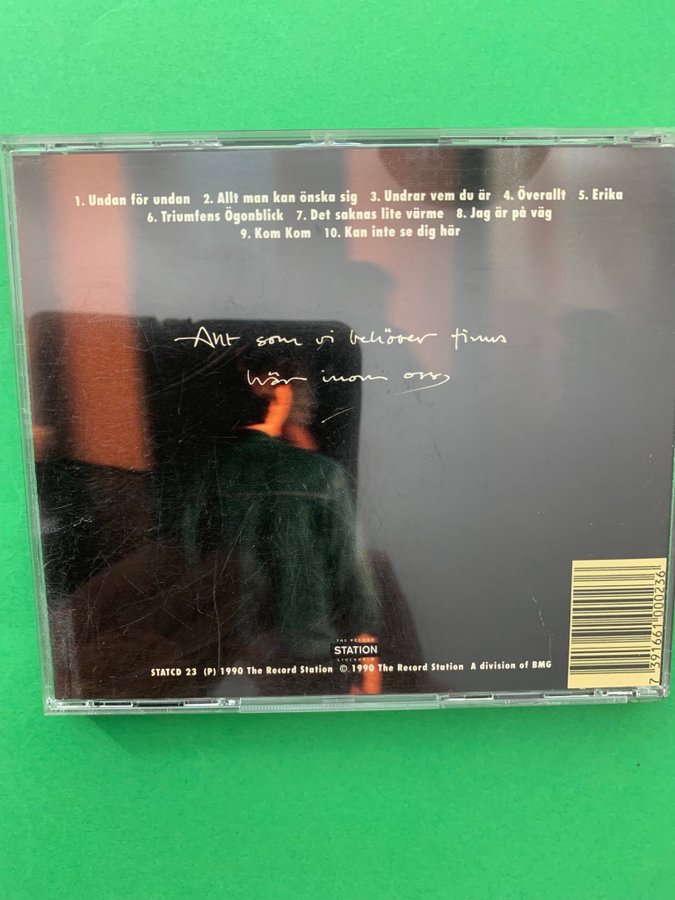 1. Undan för undan 2. Allt man kan önska sig 3. Undrar vem du är 4. Överallt 5. Erika
6. Triumfens Ögonblick 7. Det saknas lite värme 8. Jag är på väg
9. Kom Kom 10. Kan inte se dig här
Allt som vi behöver finns
här inom oss
THE RECORD
STATION
STOCKHOLM
STATCD 23 (P) 1990 The Record Station © 1990 The Record Station A division of BMG
7 391661 000236